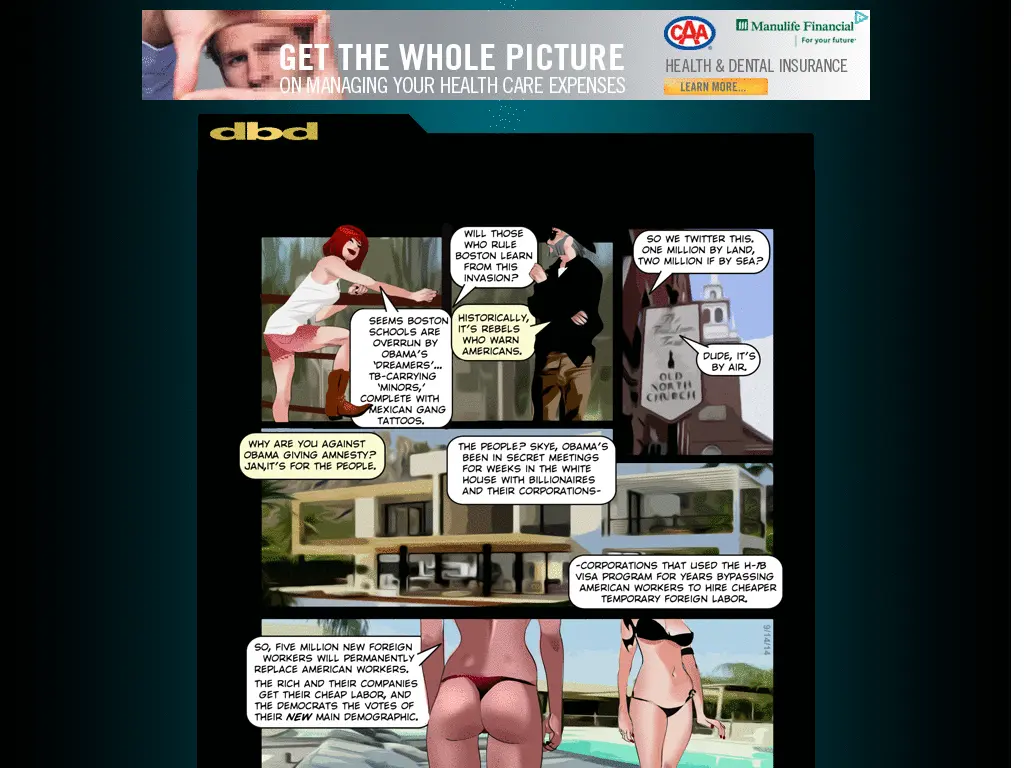 GET THE WHOLE PICTURE
ON MANAGING YOUR HEALTH CARE EXPENSES
CAA
Manulife Financial
For your future
HEALTH & DENTAL INSURANCE
LEARN MORE...
dbd
SEEMS BOSTON
SCHOOLS ARE
OVERRUN BY
OBAMA'S
'DREAMERS'...
TB-CARRYING
'MINORS,'
COMPLETE WITH
MEXICAN GANG
TATTOOS.
WILL THOSE
WHO RULE
BOSTON LEARN
FROM THIS
INVASION?
HISTORICALLY,
IT'S REBELS
WHO WARN
AMERICANS.
SO WE TWITTER THIS.
ONE MILLION BY LAND,
TWO MILLION IF BY SEA?
DUDE, IT'S
BY AIR.
OLD
NORTH
CHURCH
WHY ARE YOU AGAINST
OBAMA GIVING AMNESTY?
JAN,IT'S FOR THE PEOPLE.
THE PEOPLE? SKYE, OBAMA'S
BEEN IN SECRET MEETINGS
FOR WEEKS IN THE WHITE
HOUSE WITH BILLIONAIRES
AND THEIR CORPORATIONS-
-CORPORATIONS THAT USED THE H-1B
VISA PROGRAM FOR YEARS BYPASSING
AMERICAN WORKERS TO HIRE CHEAPER
TEMPORARY FOREIGN LABOR.
SO, FIVE MILLION NEW FOREIGN
WORKERS WILL PERMANENTLY
REPLACE AMERICAN WORKERS.
THE RICH AND THEIR COMPANIES
GET THEIR CHEAP LABOR, AND
THE DEMOCRATS THE VOTES OF
THEIR NEW MAIN DEMOGRAPHIC.
9/14/14